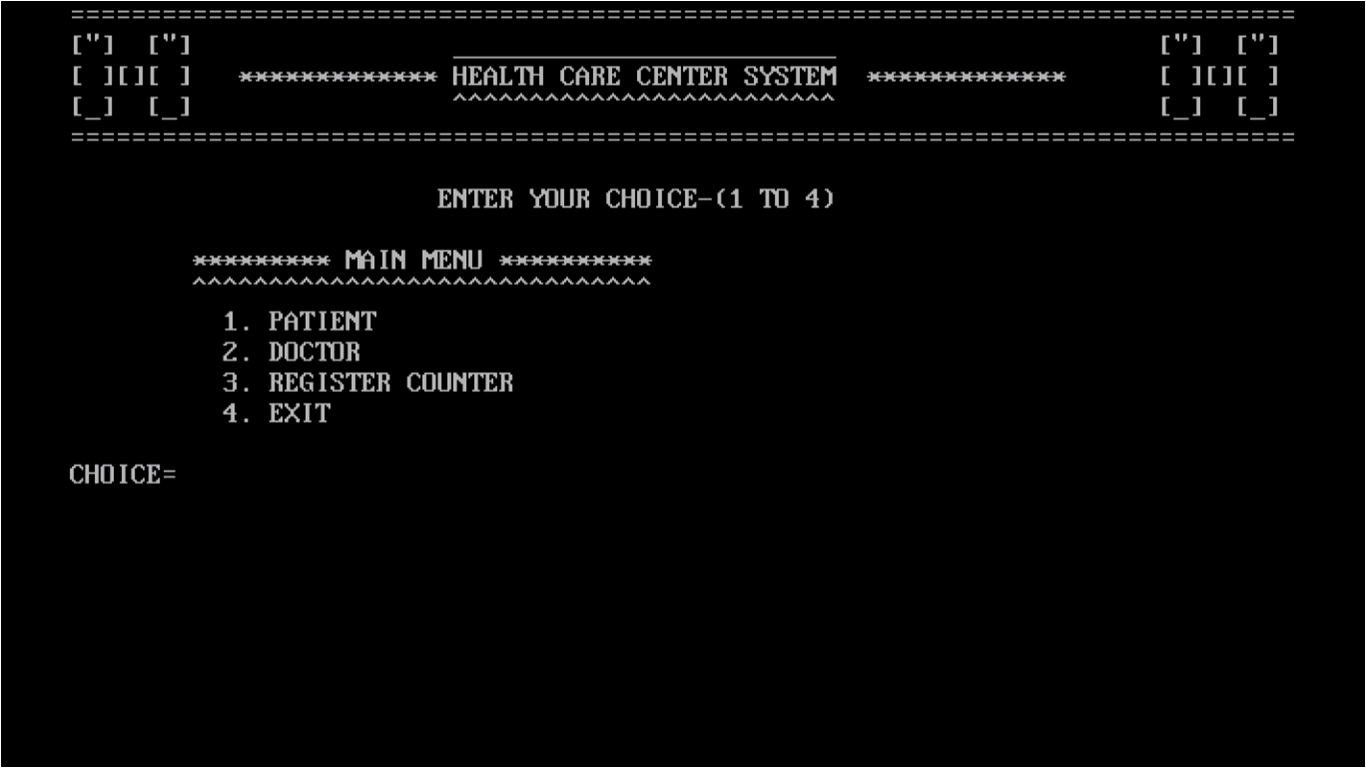 ================================================================================
["]  ["]                                                              ["]  ["]
[ ][][ ]   ************* HEALTH CARE CENTER SYSTEM *************      [ ][][ ]
^^^^^^^^^^^^^^^^^^^^^^^^^
[_]  [_]                                                              [_]  [_]
================================================================================
ENTER YOUR CHOICE-(1 TO 4)
********* MAIN MENU **********
^^^^^^^^^^^^^^^^^^^^^^^^^^^^^^
1. PATIENT
2. DOCTOR
3. REGISTER COUNTER
4. EXIT
CHOICE=